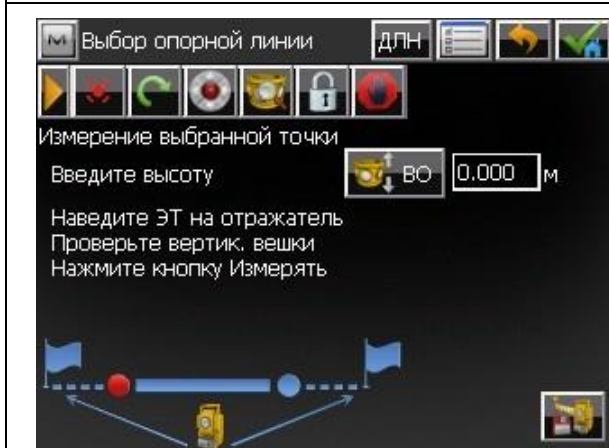 Выбор опорной линии ДЛН
Измерение выбранной точки
Введите высоту ВО 0.000 м
Наведите ЭТ на отражатель
Проверьте вертик. вешки
Нажмите кнопку Измерять